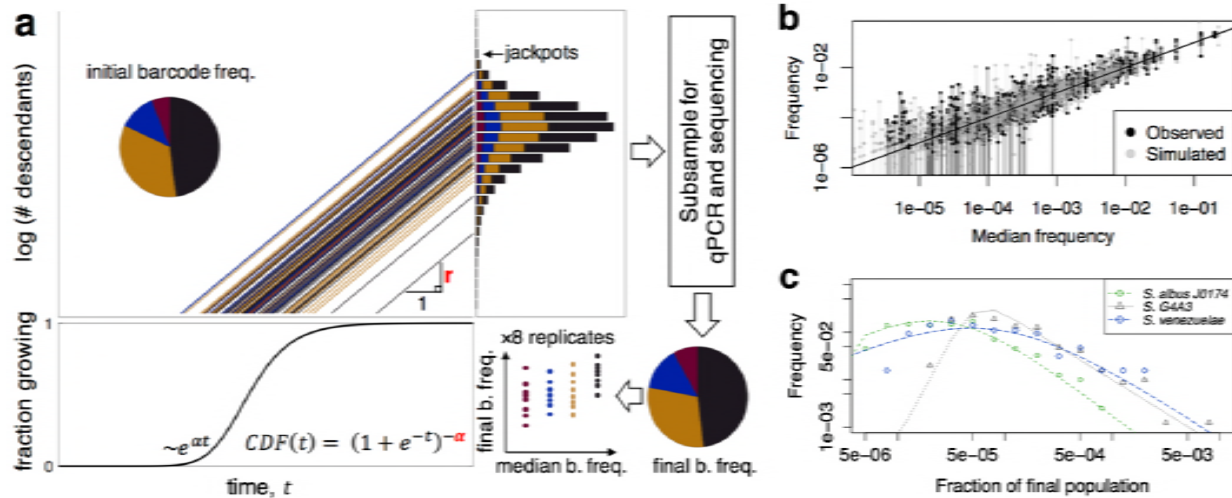 a
initial barcode freq.
jackpots
log (# descendants)
r
1
Subsample for
qPCR and sequencing
fraction growing
1
0
~e^{αt}
CDF(t) = (1 + e^{-t})^{-α}
time, t
×8 replicates
final b. freq.
median b. freq.
final b. freq.
b
Frequency
1e-02
1e-06
Observed
Simulated
1e-05 1e-04 1e-03 1e-02 1e-01
Median frequency
c
S. albus J0174
S. G4A3
S. venezuelae
Frequency
5e-02
1e-03
5e-06 5e-05 5e-04 5e-03
Fraction of final population